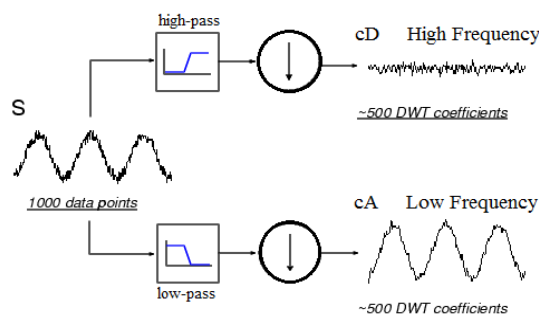 high-pass
cD High Frequency
~500 DWT coefficients
S
1000 data points
cA Low Frequency
low-pass
~500 DWT coefficients